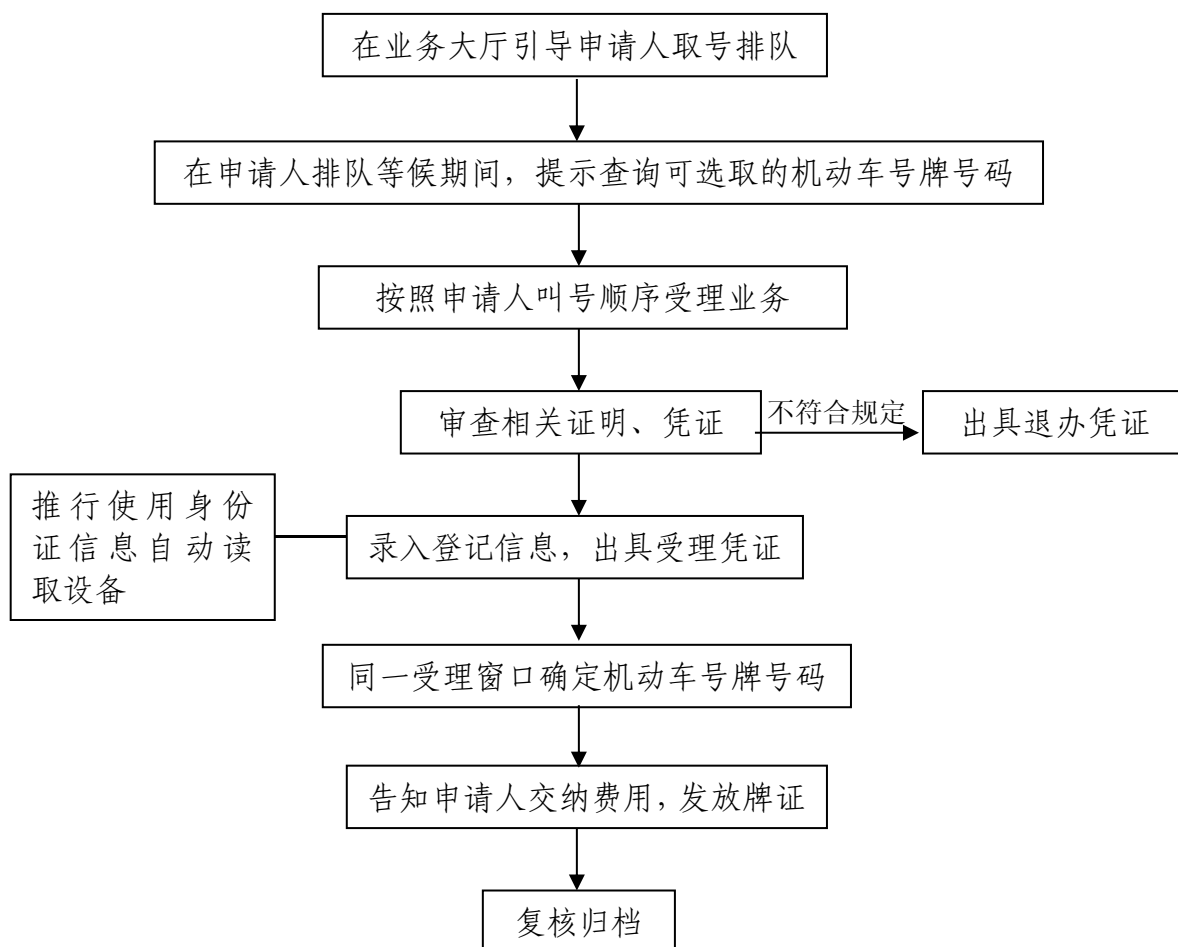 在业务大厅引导申请人取号排队
在申请人排队等候期间，提示查询可选取的机动车号牌号码
按照申请人叫号顺序受理业务
审查相关证明、凭证
不符合规定
出具退办凭证
推行使用身份
证信息自动读
取设备
录入登记信息，出具受理凭证
同一受理窗口确定机动车号牌号码
告知申请人交纳费用，发放牌证
复核归档